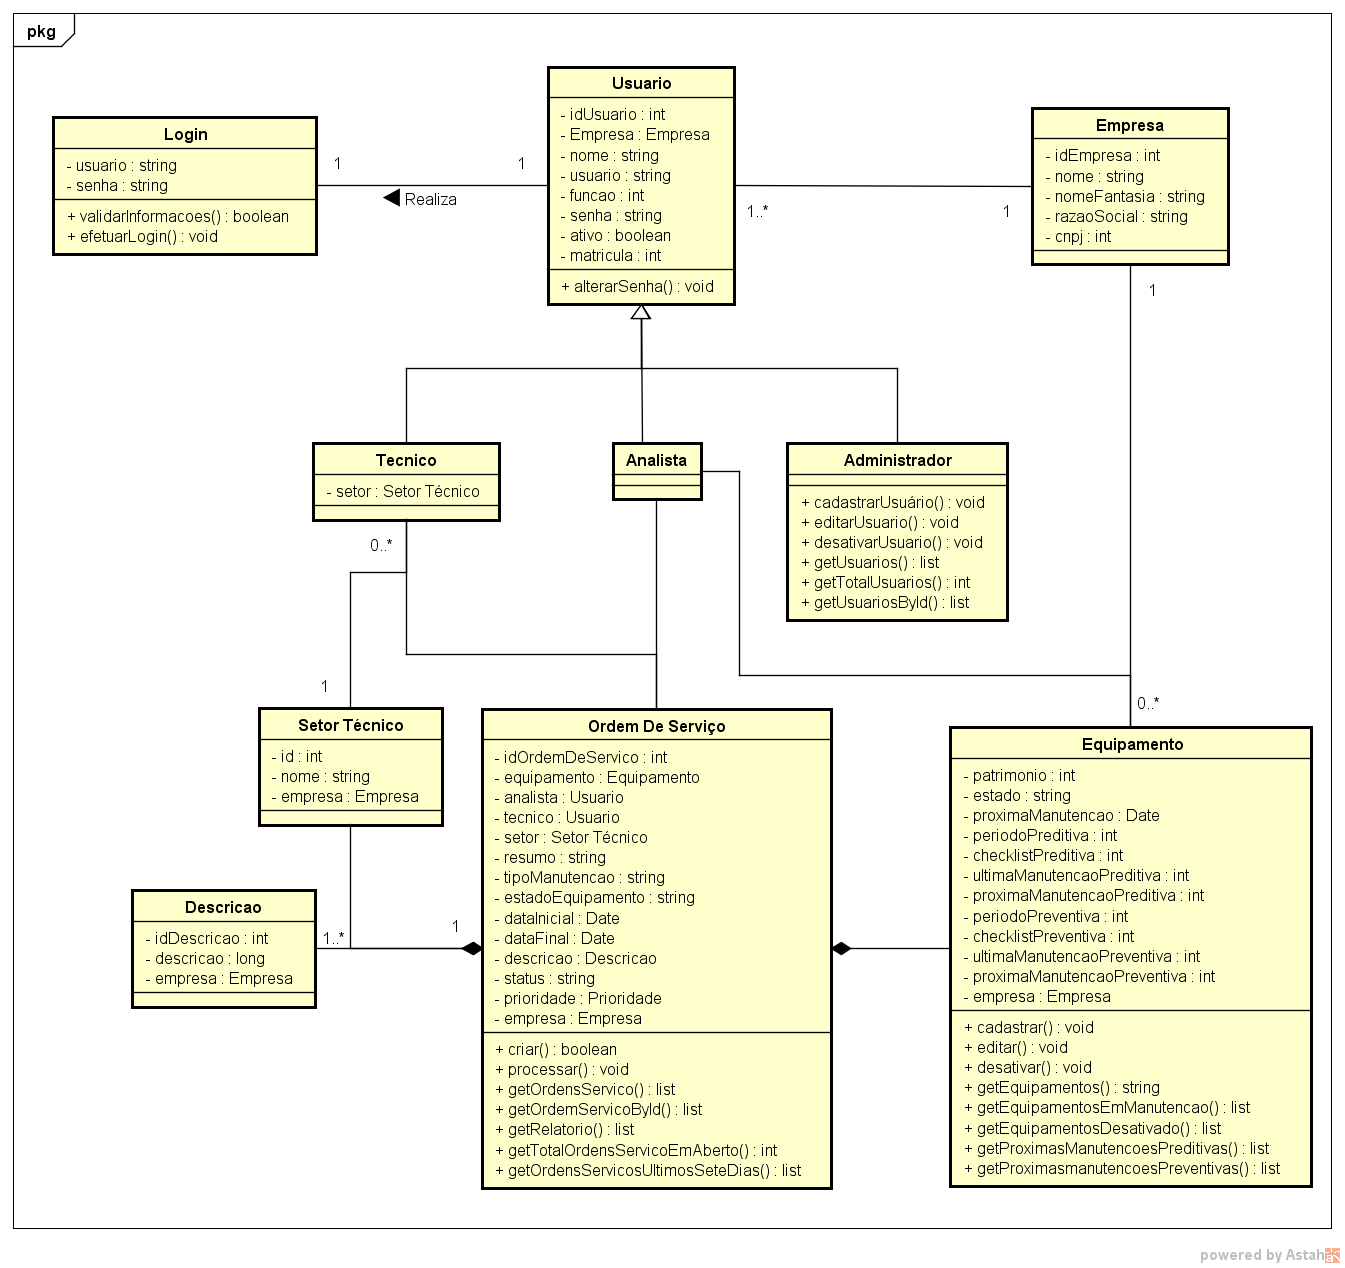 pkg
Usuario
- idUsuario : int
- Empresa : Empresa
- nome : string
- usuario : string
- funcao : int
- senha : string
- ativo : boolean
- matricula : int
+ alterarSenha() : void
Login
- usuario : string
- senha : string
+ validarInformacoes() : boolean
+ efetuarLogin() : void
1
1
Realiza
Empresa
- idEmpresa : int
- nome : string
- nomeFantasia : string
- razaoSocial : string
- cnpj : int
1..*
1
1
Tecnico
- setor : Setor Técnico
Analista
Administrador
+ cadastrarUsuário() : void
+ editarUsuario() : void
+ desativarUsuario() : void
+ getUsuarios() : list
+ getTotalUsuarios() : int
+ getUsuariosById() : list
0..*
1
0..*
Setor Técnico
- id : int
- nome : string
- empresa : Empresa
Ordem De Serviço
- idOrdemDeServico : int
- equipamento : Equipamento
- analista : Usuario
- tecnico : Usuario
- setor : Setor Técnico
- resumo : string
- tipoManutencao : string
- estadoEquipamento : string
- dataInicial : Date
- dataFinal : Date
- descricao : Descricao
- status : string
- prioridade : Prioridade
- empresa : Empresa
+ criar() : boolean
+ processar() : void
+ getOrdensServico() : list
+ getOrdemServicoById() : list
+ getRelatorio() : list
+ getTotalOrdensServicoEmAberto() : int
+ getOrdensServicosUltimosSeteDias() : list
Equipamento
- patrimonio : int
- estado : string
- proximaManutencao : Date
- periodoPreditiva : int
- checklistPreditiva : int
- ultimaManutencaoPreditiva : int
- proximaManutencaoPreditiva : int
- periodoPreventiva : int
- checklistPreventiva : int
- ultimaManutencaoPreventiva : int
- proximaManutencaoPreventiva : int
- empresa : Empresa
+ cadastrar() : void
+ editar() : void
+ desativar() : void
+ getEquipamentos() : string
+ getEquipamentosEmManutencao() : list
+ getEquipamentosDesativado() : list
+ getProximasManutencoesPreditivas() : list
+ getProximasmanutencoesPreventivas() : list
Descricao
- idDescricao : int
- descricao : long
- empresa : Empresa
1..*
1
powered by Astah